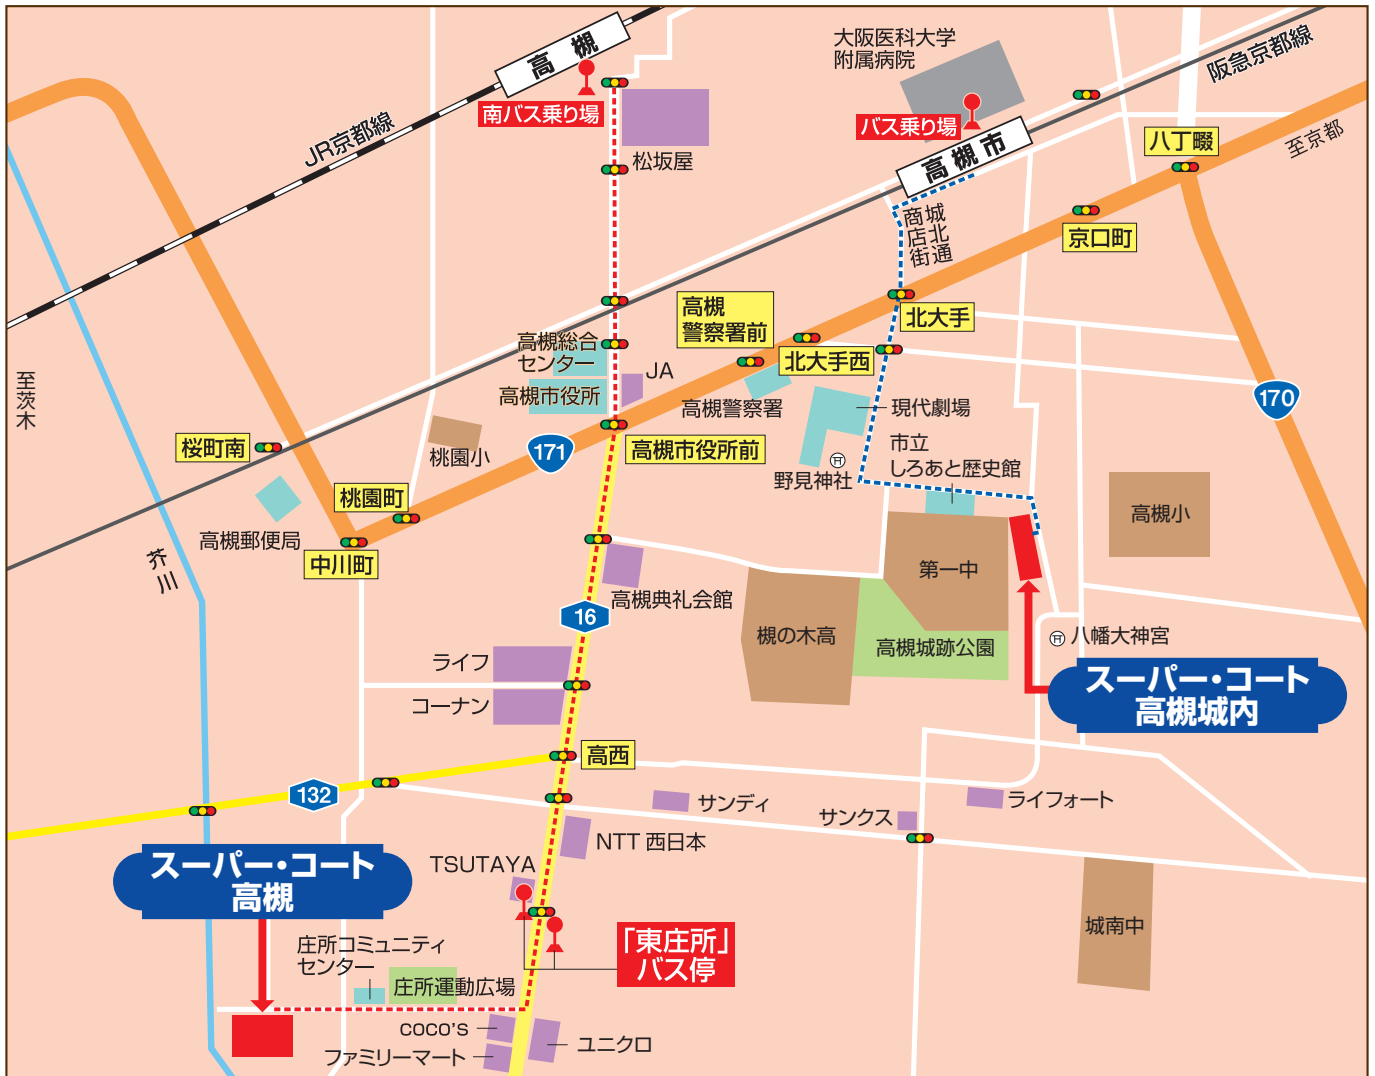 高槻
南バス乗り場
JR京都線
松坂屋
大阪医科大学
附属病院
バス乗り場
高槻市
阪急京都線
八丁畷
至京都
京口町
商店街
城北通
北大手
高槻
警察署前
北大手西
高槻総合
センター
高槻市役所
JA
高槻警察署
現代劇場
市立
しろあと歴史館
野見神社
170
至茨木
桜町南
桃園小
171
高槻市役所前
桃園町
高槻郵便局
中川町
芥川
高槻小
第一中
高槻典礼会館
16
槻の木高
高槻城跡公園
八幡大神宮
スーパー・コート
高槻城内
ライフ
コーナン
高西
132
サンディ
サンクス
ライフォート
NTT 西日本
TSUTAYA
スーパー・コート
高槻
城南中
「東庄所」
バス停
庄所コミュニティ
センター
庄所運動広場
COCO'S
ファミリーマート
ユニクロ